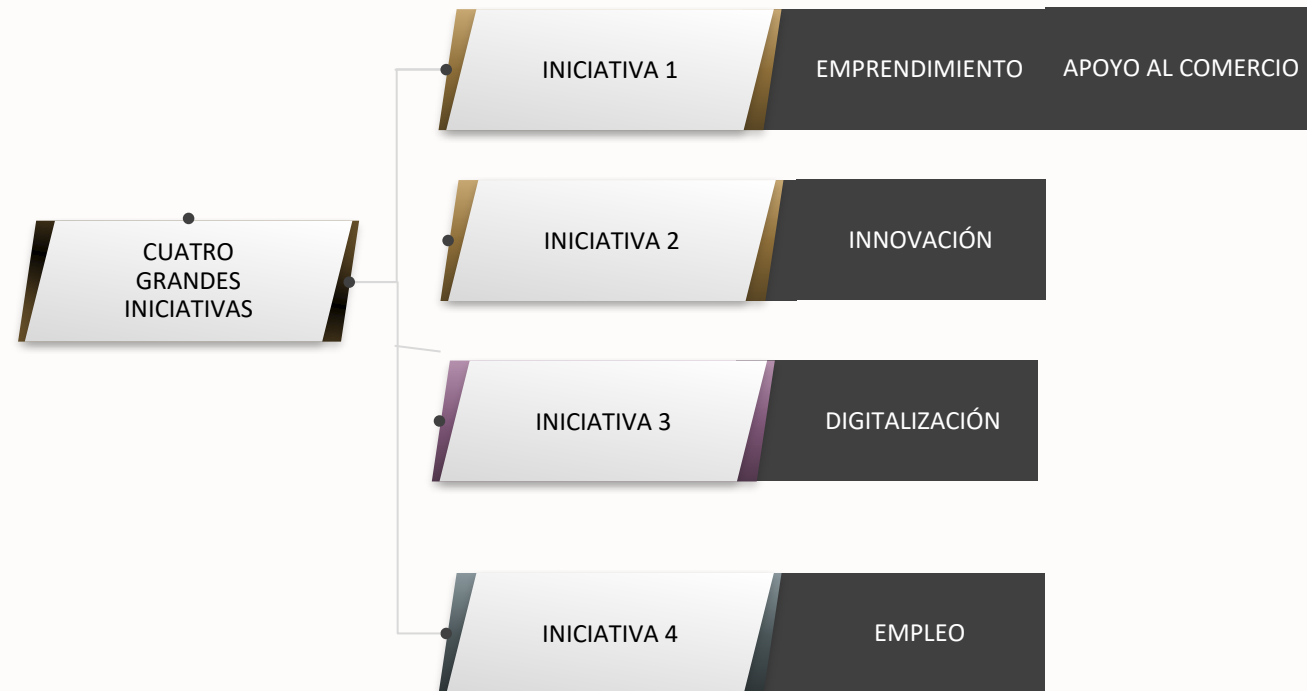 CUATRO
GRANDES
INICIATIVAS
INICIATIVA 1
EMPRENDIMIENTO
APOYO AL COMERCIO
INICIATIVA 2
INNOVACIÓN
INICIATIVA 3
DIGITALIZACIÓN
INICIATIVA 4
EMPLEO